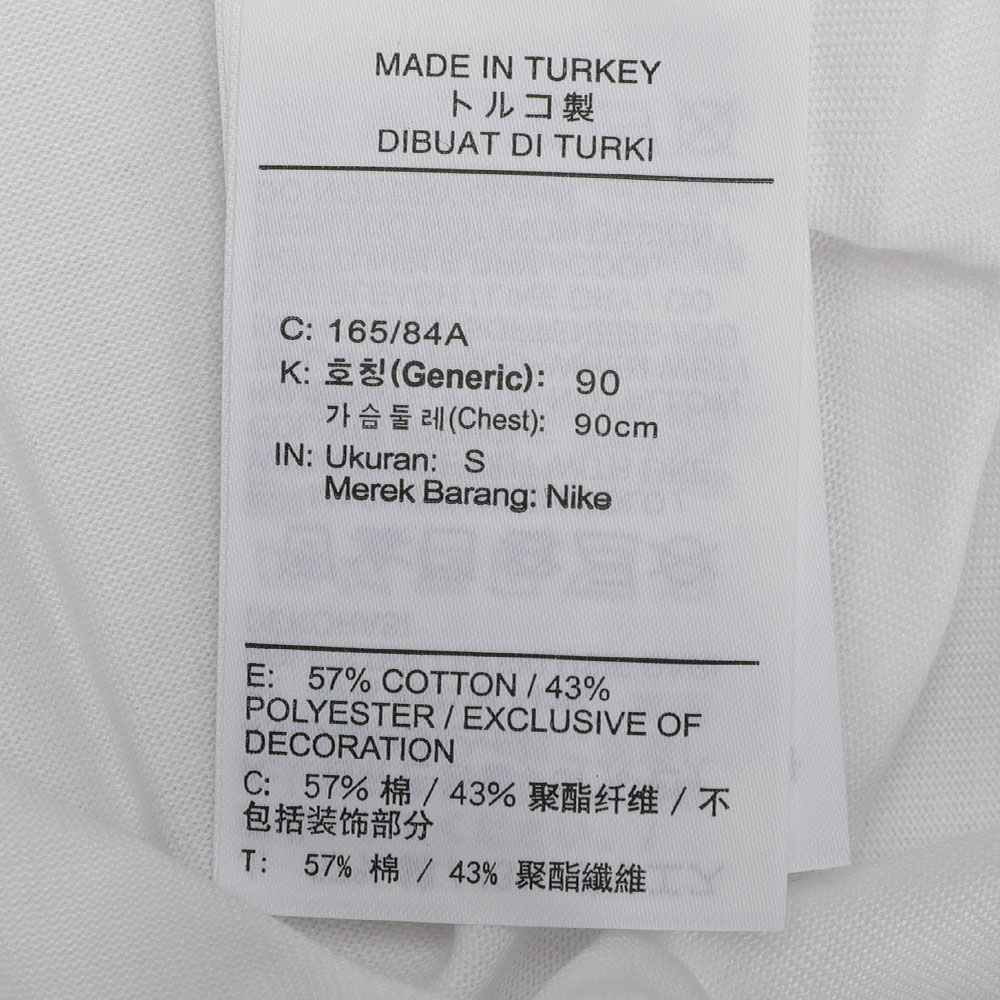 MADE IN TURKEY
トルコ製
DIBUAT DI TURKI
C: 165/84A
K: 호칭(Generic): 90
가슴둘레(Chest): 90cm
IN: Ukuran: S
Merek Barang: Nike
E: 57% COTTON / 43%
POLYESTER / EXCLUSIVE OF
DECORATION
C: 57% 棉 / 43% 聚酯纤维 / 不
包括装饰部分
T: 57% 棉 / 43% 聚酯纖維